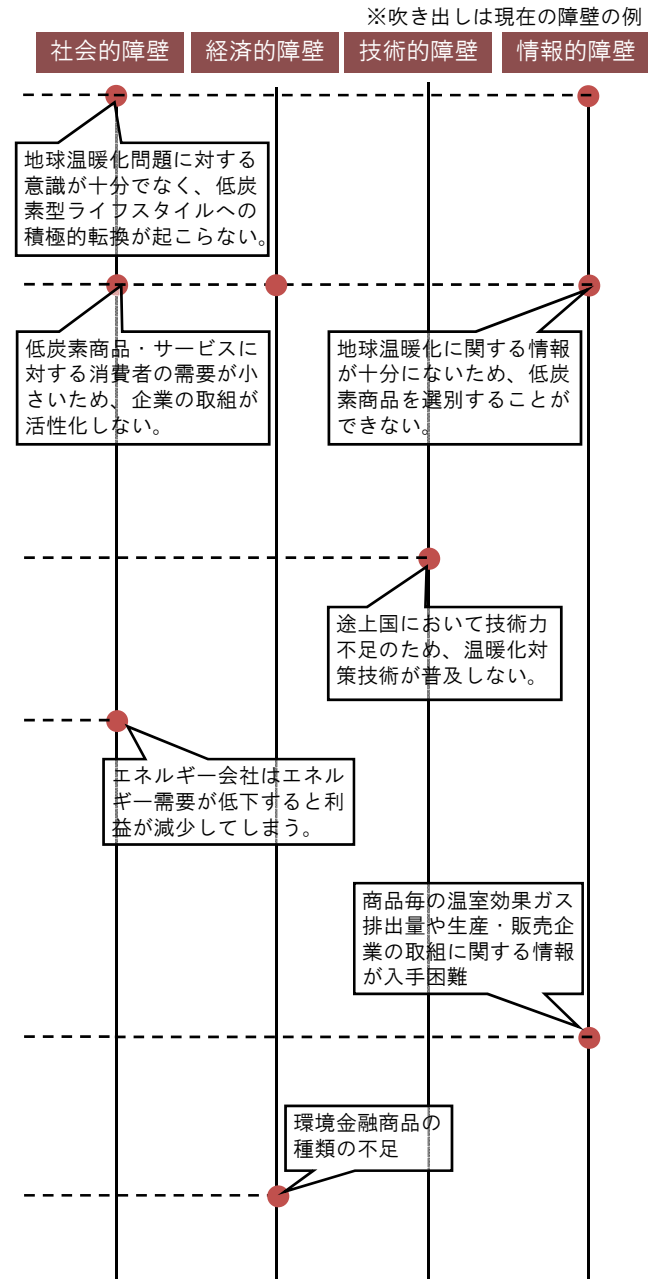 ※吹き出しは現在の障壁の例
社会的障壁
経済的障壁
技術的障壁
情報的障壁
地球温暖化問題に対する
意識が十分でなく、低炭
素型ライフスタイルへの
積極的転換が起こらない。
低炭素商品・サービスに
対する消費者の需要が小
さいため、企業の取組が
活性化しない。
地球温暖化に関する情報
が十分にないため、低炭
素商品を選別することが
できない。
途上国において技術力
不足のため、温暖化対
策技術が普及しない。
エネルギー会社はエネル
ギー需要が低下すると利
益が減少してしまう。
商品毎の温室効果ガス
排出量や生産・販売企
業の取組に関する情報
が入手困難
環境金融商品の
種類の不足